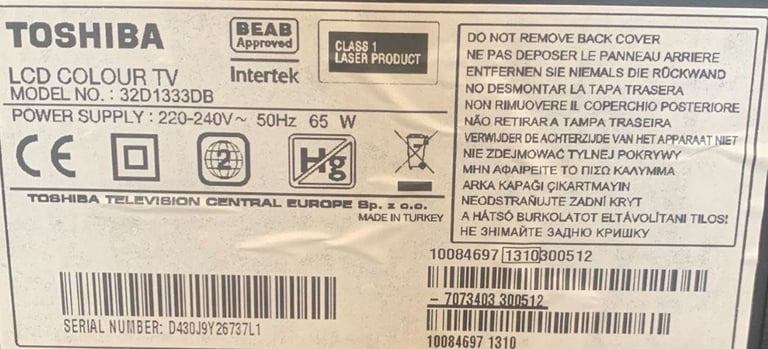 TOSHIBA
BEAB
Approved
Intertek
CLASS 1
LASER PRODUCT
LCD COLOUR TV
MODEL NO. : 32D1333DB
POWER SUPPLY : 220-240V~ 50Hz 65 W
CE
2
Hg
TOSHIBA TELEVISION CENTRAL EUROPE Sp. z o.o.
MADE IN TURKEY
DO NOT REMOVE BACK COVER
NE PAS DEPOSER LE PANNEAU ARRIERE
ENTFERNEN SIE NIEMALS DIE RÜCKWAND
NO DESMONTAR LA TAPA TRASERA
NON RIMUOVERE IL COPERCHIO POSTERIORE
NÃO RETIRAR A TAMPA TRASEIRA
VERWIJDER DE ACHTERZIJDE VAN HET APPARAAT NIET
NIE ZDEJMOWAĆ TYLNEJ POKRYWY
ΜΗΝ ΑΦΑΙΡΕΙΤΕ ΤΟ ΠΙΣΩ ΚΑΛΥΜΜΑ
ARKA KAPAĞI ÇIKARTMAYIN
NEODSTRAŇUJTE ZADNÍ KRYT
A HÁTSÓ BURKOLATOT ELTÁVOLÍTANI TILOS!
НЕ ЗНІМАЙТЕ ЗАДНЮ КРИШКУ
10084697 1310 300512
7073403 300512
10084697 1310
SERIAL NUMBER: D430J9Y26737L1